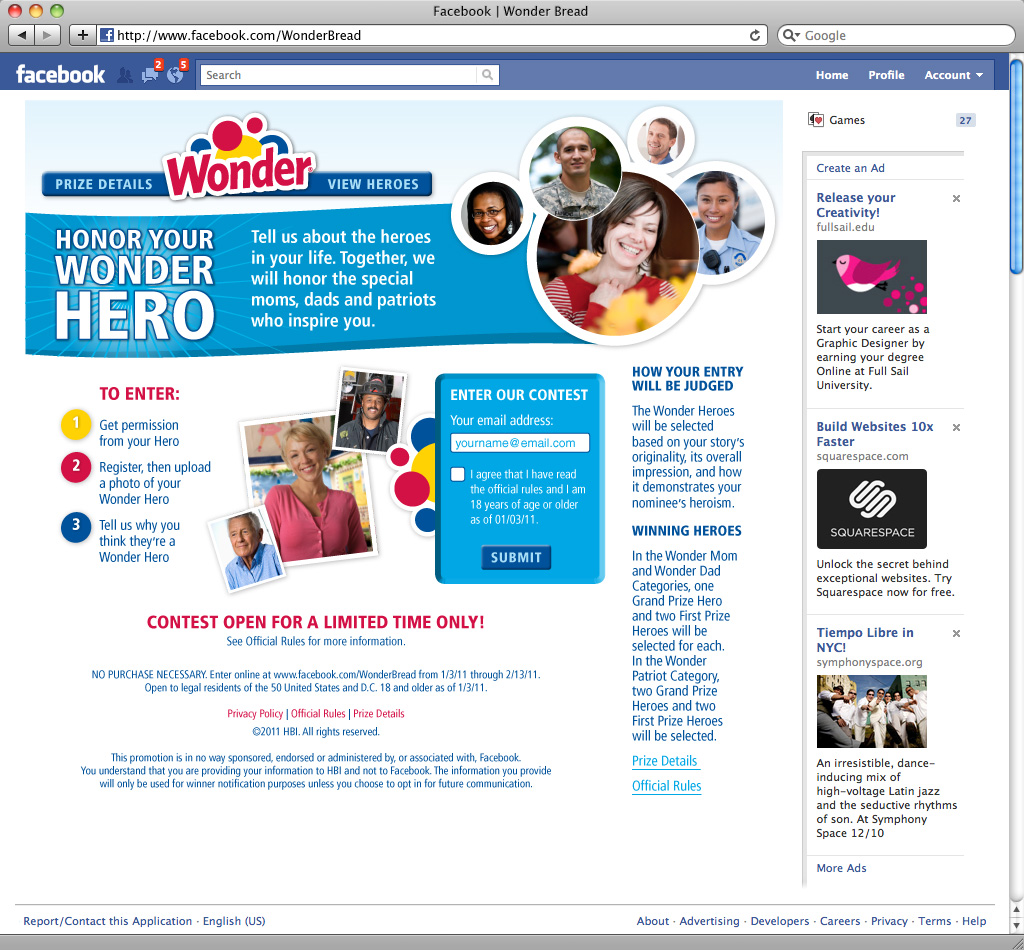 Facebook | Wonder Bread
http://www.facebook.com/WonderBread
Google
facebook
2
5
Search
Home
Profile
Account
PRIZE DETAILS
Wonder®
VIEW HEROES
HONOR YOUR
WONDER
HERO
Tell us about the heroes
in your life. Together, we
will honor the special
moms, dads and patriots
who inspire you.
TO ENTER:
1
Get permission
from your Hero
2
Register, then upload
a photo of your
Wonder Hero
3
Tell us why you
think they're a
Wonder Hero
ENTER OUR CONTEST
Your email address:
yourname@email.com
I agree that I have read
the official rules and I am
18 years of age or older
as of 01/03/11.
SUBMIT
CONTEST OPEN FOR A LIMITED TIME ONLY!
See Official Rules for more information.
NO PURCHASE NECESSARY. Enter online at www.facebook.com/WonderBread from 1/3/11 through 2/13/11.
Open to legal residents of the 50 United States and D.C. 18 and older as of 1/3/11.
Privacy Policy | Official Rules | Prize Details
©2011 HBI. All rights reserved.
This promotion is in no way sponsored, endorsed or administered by, or associated with, Facebook.
You understand that you are providing your information to HBI and not to Facebook. The information you provide
will only be used for winner notification purposes unless you choose to opt in for future communication.
HOW YOUR ENTRY
WILL BE JUDGED
The Wonder Heroes
will be selected
based on your story's
originality, its overall
impression, and how
it demonstrates your
nominee's heroism.
WINNING HEROES
In the Wonder Mom
and Wonder Dad
Categories, one
Grand Prize Hero
and two First Prize
Heroes will be
selected for each.
In the Wonder
Patriot Category,
two Grand Prize
Heroes and two
First Prize Heroes
will be selected.
Prize Details
Official Rules
Games
27
Create an Ad
Release your
Creativity!
fullsail.edu
Start your career as a
Graphic Designer by
earning your degree
Online at Full Sail
University.
Build Websites 10x
Faster
squarespace.com
SQUARESPACE
Unlock the secret behind
exceptional websites. Try
Squarespace now for free.
Tiempo Libre in
NYC!
symphonyspace.org
An irresistible, dance-
inducing mix of
high-voltage Latin jazz
and the seductive rhythms
of son. At Symphony
Space 12/10
More Ads
Report/Contact this Application · English (US)
About · Advertising · Developers · Careers · Privacy · Terms · Help